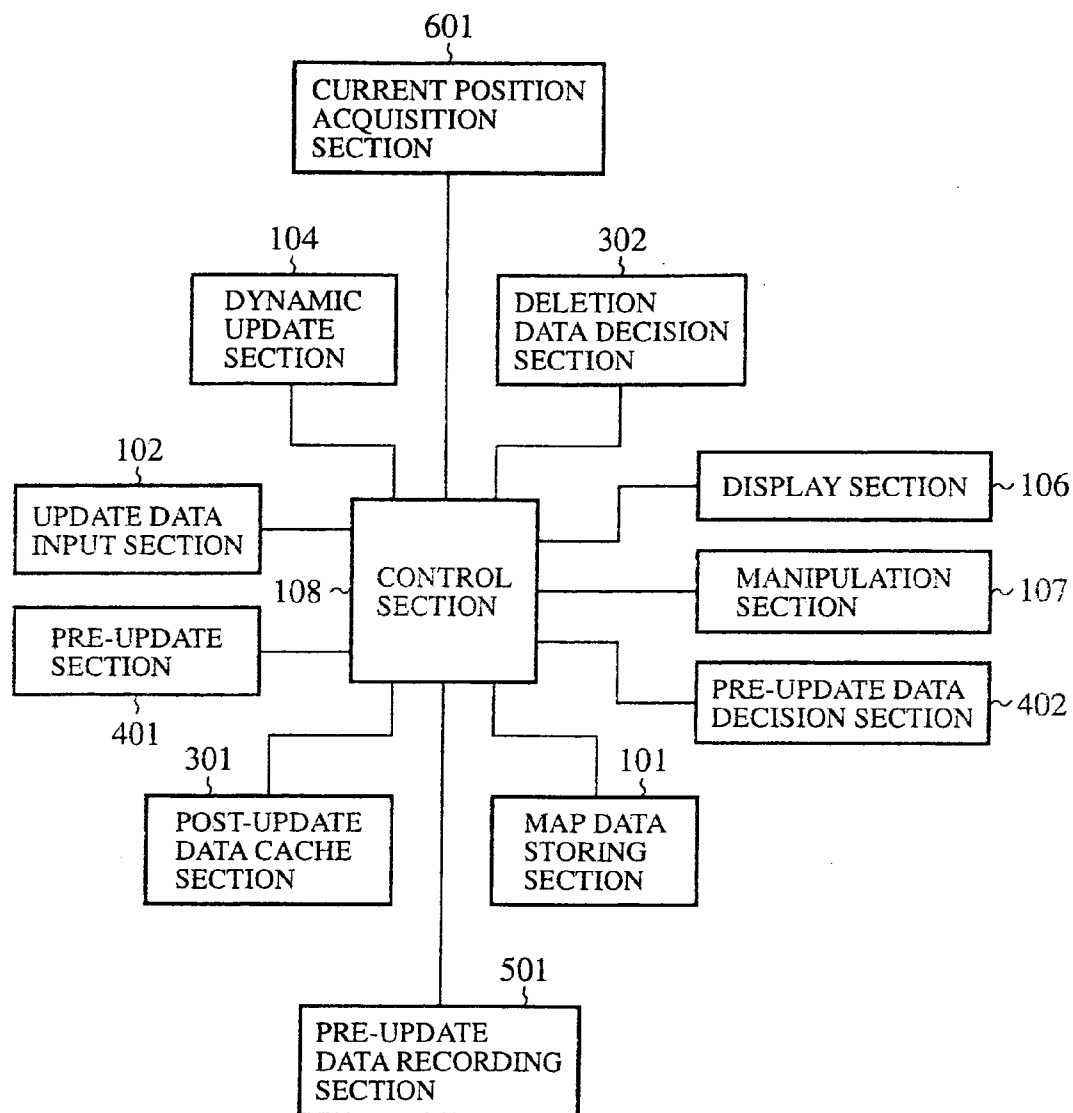 601
CURRENT POSITION
ACQUISITION
SECTION
104
DYNAMIC
UPDATE
SECTION
302
DELETION
DATA DECISION
SECTION
102
UPDATE DATA
INPUT SECTION
DISPLAY SECTION
106
108
CONTROL
SECTION
MANIPULATION
SECTION
107
PRE-UPDATE
SECTION
401
PRE-UPDATE DATA
DECISION SECTION
402
301
POST-UPDATE
DATA CACHE
SECTION
101
MAP DATA
STORING
SECTION
501
PRE-UPDATE
DATA RECORDING
SECTION